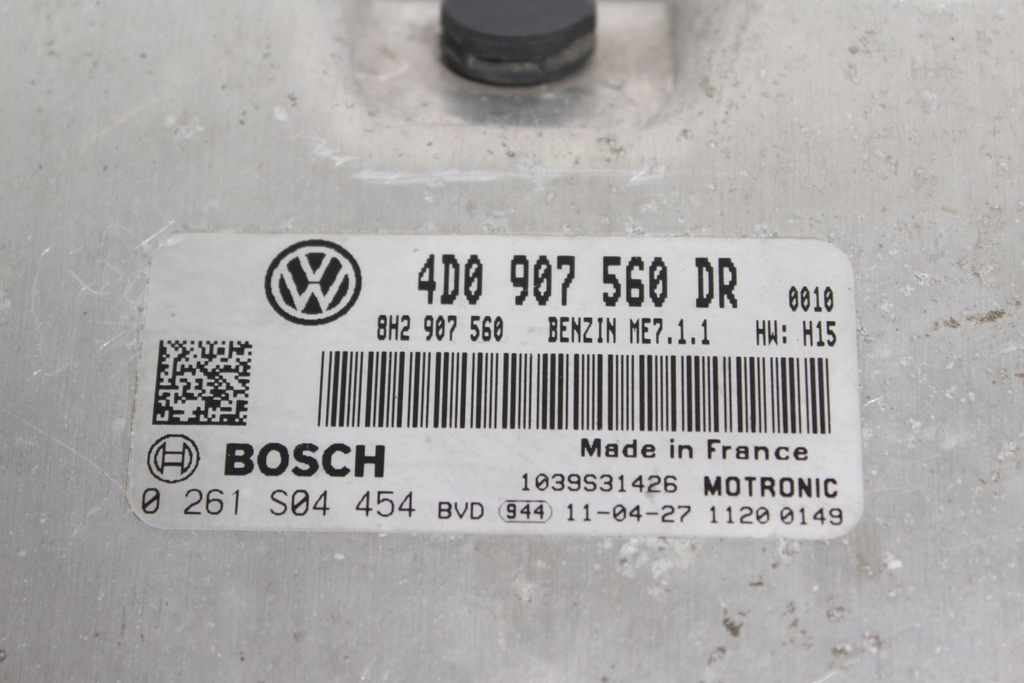 4D0 907 560 DR 0010
8H2 907 560 BENZIN ME7.1.1 HW: H15
BOSCH Made in France
1039S31426 MOTRONIC
0 261 S04 454 BVD 944 11-04-27 1120 0149